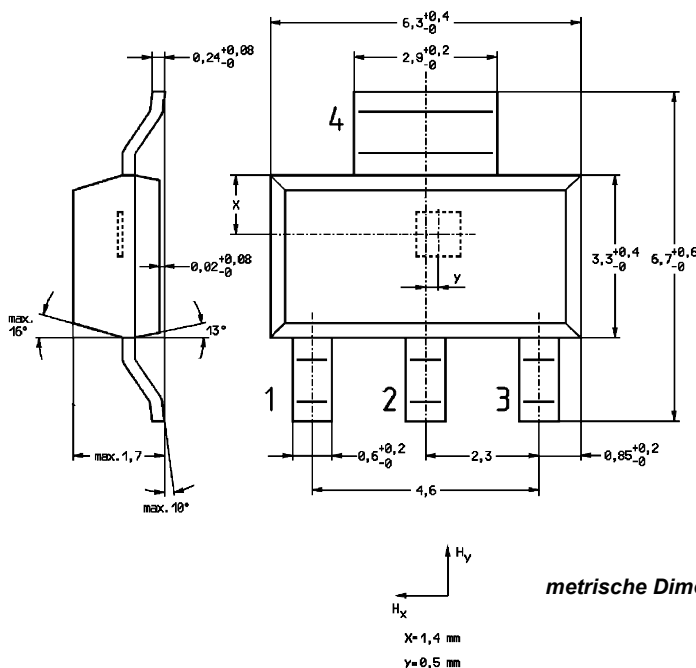 6,3+0,4-0
0,24+0,08-0
2,9+0,2-0
4
x
3,3+0,4-0
6,7+0,6-0
0,02+0,08-0
y
max.
16°
13°
1
2
3
max.1,7
0,6+0,2-0
2,3
0,85+0,2-0
4,6
max.10°
Hy
Hx
metrische Dime
X=1,4 mm
y=0,5 mm